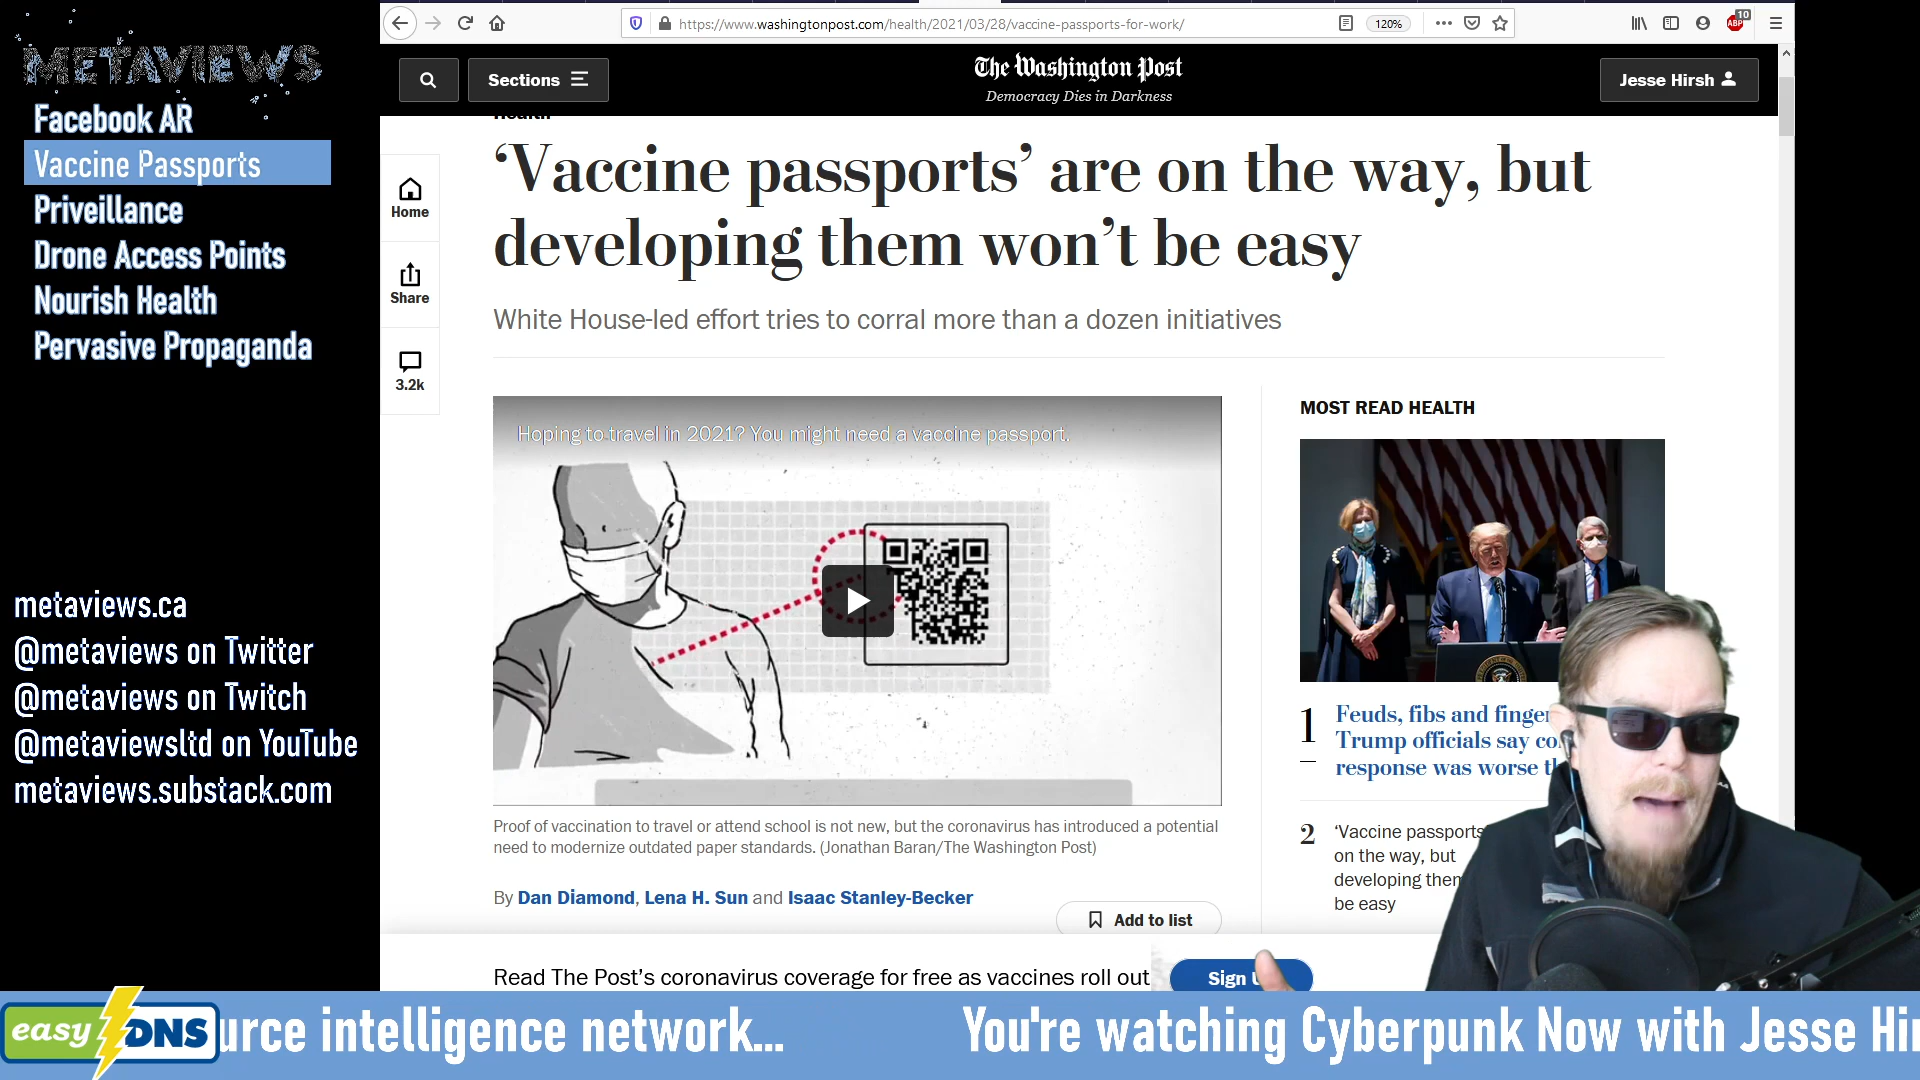 METAVIEWS
Facebook AR
Vaccine Passports
Priveillance
Drone Access Points
Nourish Health
Pervasive Propaganda
metaviews.ca
@metaviews on Twitter
@metaviews on Twitch
@metaviewsltd on YouTube
metaviews.substack.com
https://www.washingtonpost.com/health/2021/03/28/vaccine-passports-for-work/
120%
ABP
10
Sections
The Washington Post
Democracy Dies in Darkness
Jesse Hirsh
Health
Home
Share
3.2k
‘Vaccine passports’ are on the way, but
developing them won’t be easy
White House-led effort tries to corral more than a dozen initiatives
Hoping to travel in 2021? You might need a vaccine passport.
Proof of vaccination to travel or attend school is not new, but the coronavirus has introduced a potential
need to modernize outdated paper standards. (Jonathan Baran/The Washington Post)
By Dan Diamond, Lena H. Sun and Isaac Stanley-Becker
Add to list
MOST READ HEALTH
1
Feuds, fibs and finger
Trump officials say co
response was worse t
2
‘Vaccine passports
on the way, but
developing them
be easy
Read The Post’s coronavirus coverage for free as vaccines roll out
Sign
easyDNS
urce intelligence network...
You're watching Cyberpunk Now with Jesse Hir